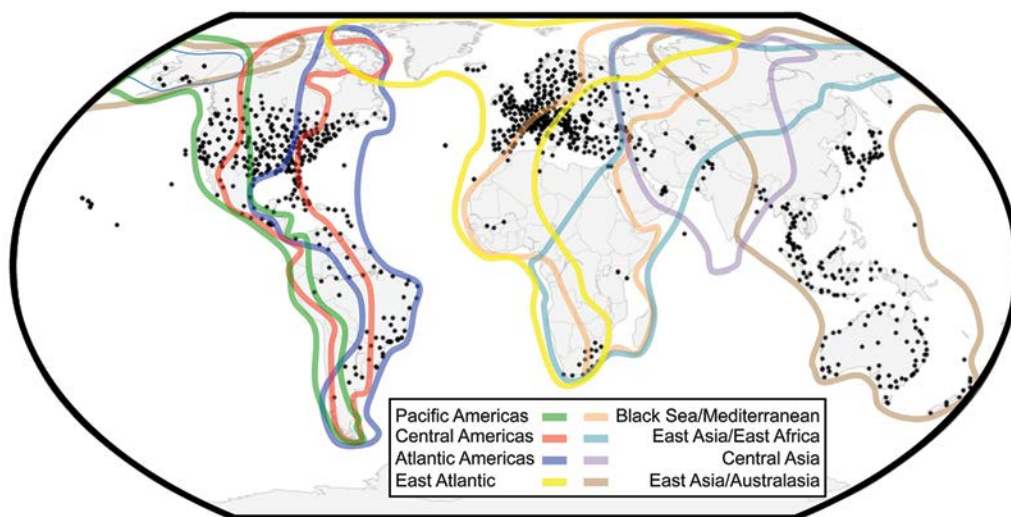 Pacific Americas Black Sea/Mediterranean
Central Americas East Asia/East Africa
Atlantic Americas Central Asia
East Atlantic East Asia/Australasia